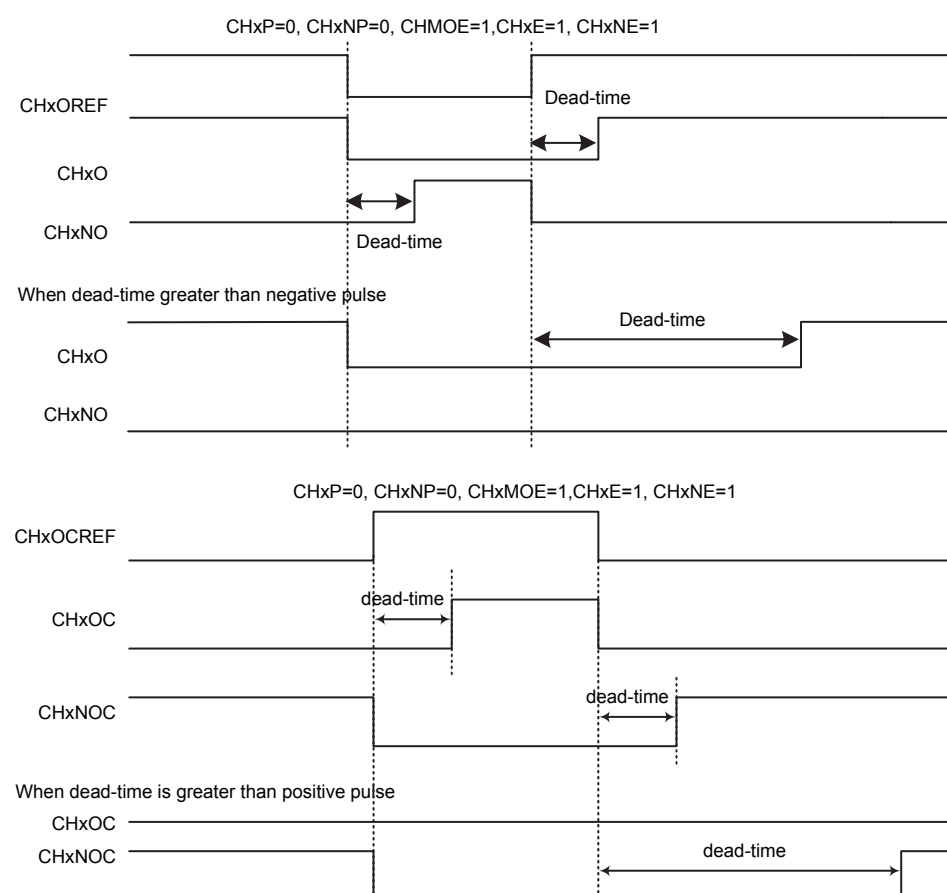 CHxP=0, CHxNP=0, CHMOE=1,CHxE=1, CHxNE=1
CHxOREF
Dead-time
CHxO
CHxNO
Dead-time
When dead-time greater than negative pulse
Dead-time
CHxO
CHxNO
CHxP=0, CHxNP=0, CHxMOE=1,CHxE=1, CHxNE=1
CHxOCREF
dead-time
CHxOC
dead-time
CHxNOC
When dead-time is greater than positive pulse
CHxOC
CHxNOC
dead-time